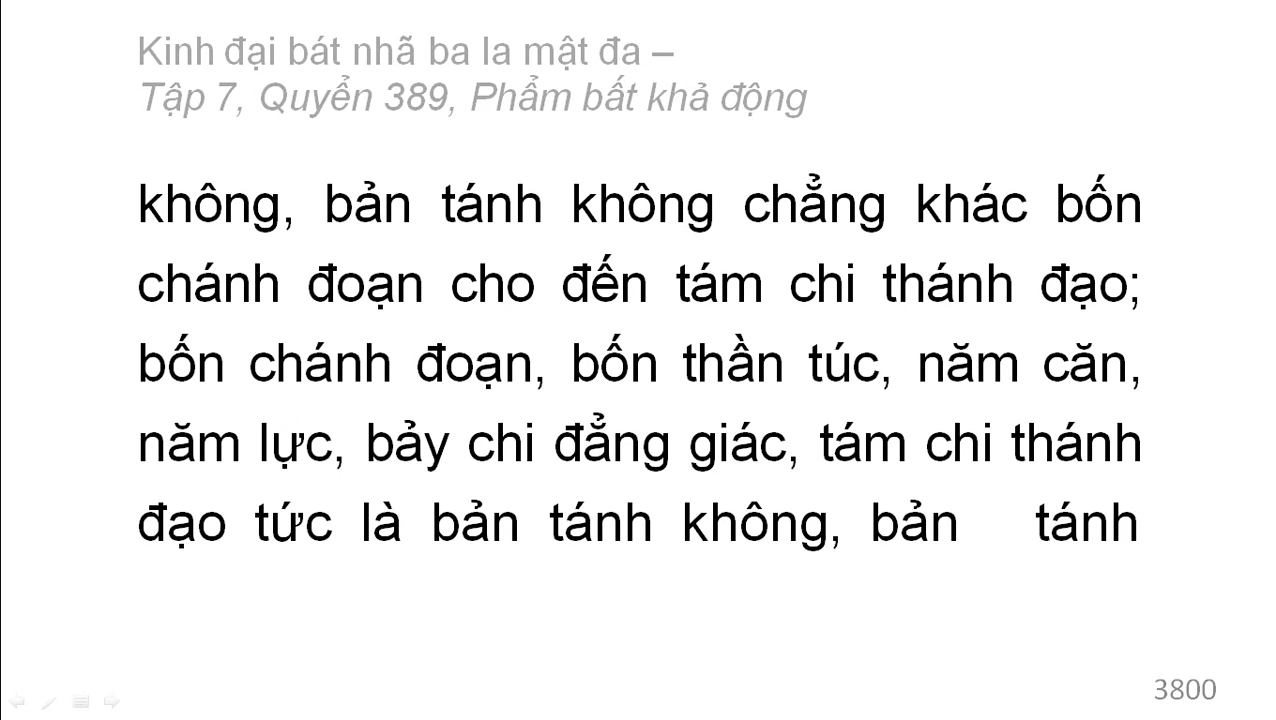 Kinh đại bát nhã ba la mật đa –
Tập 7, Quyển 389, Phẩm bất khả động
không, bản tánh không chẳng khác bốn
chánh đoạn cho đến tám chi thánh đạo;
bốn chánh đoạn, bốn thần túc, năm căn,
năm lực, bảy chi đẳng giác, tám chi thánh
đạo tức là bản tánh không, bản tánh
3800